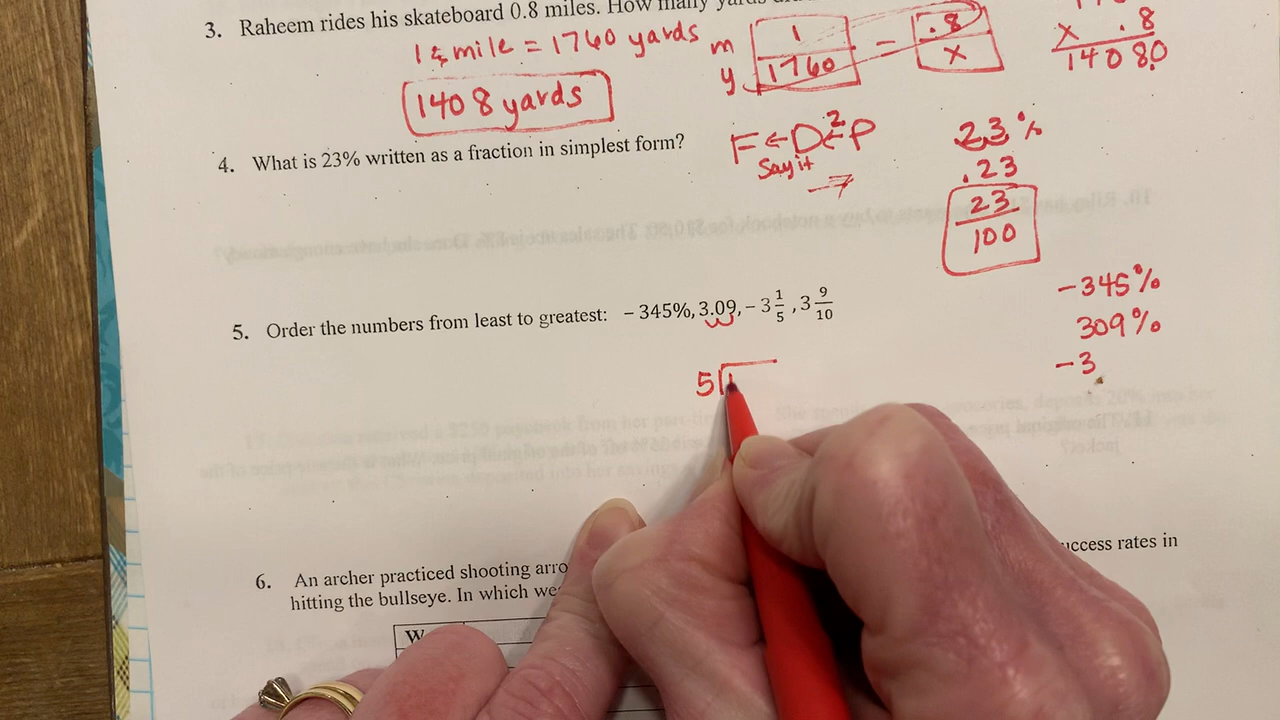 3. Raheem rides his skateboard 0.8 miles. How many yards
1 mile = 1760 yards
m 1 = .8
y 1760 x
x .8
14080
1408 yards
4. What is 23% written as a fraction in simplest form?
F ← D ←2 P
Say it
→
23%
.23
23
100
5. Order the numbers from least to greatest: – 345%, 3.09, – 3 1/5, 3 9/10
-345%
309%
-3
5
6. An archer practiced shooting arro
uccess rates in
hitting the bullseye. In which we
W